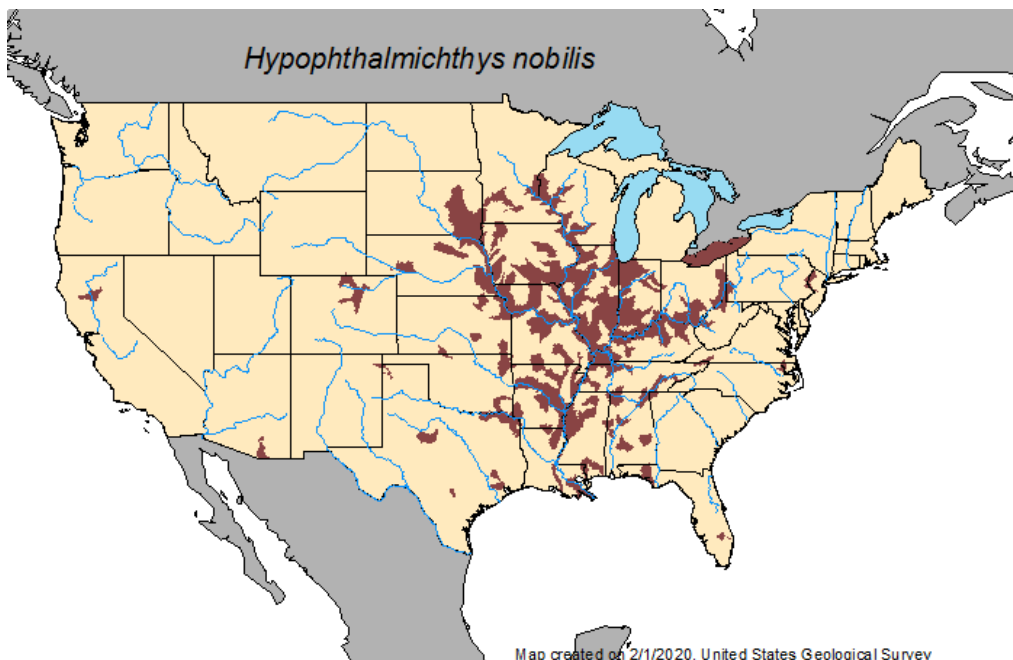 Hypophthalmichthys nobilis
Map created on 2/1/2020. United States Geological Survey